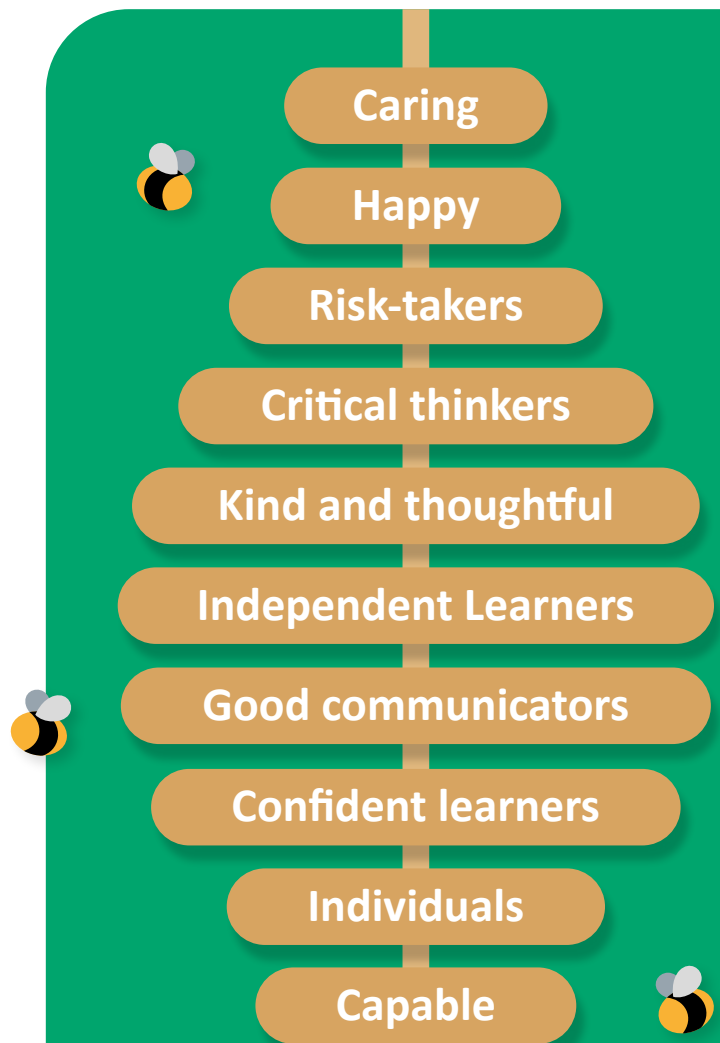 Caring
Happy
Risk-takers
Critical thinkers
Kind and thoughtful
Independent Learners
Good communicators
Confident learners
Individuals
Capable